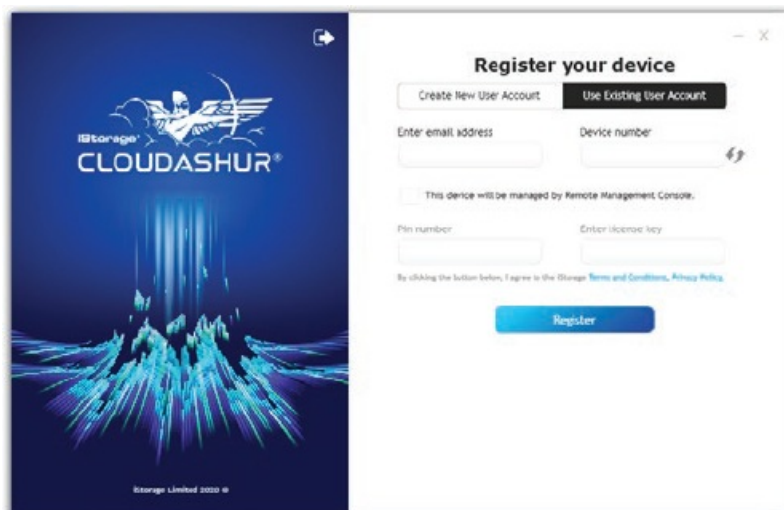 iStorage®
CLOUDASHUR®
iStorage Limited 2020 ©
Register your device
Create New User Account
Use Existing User Account
Enter email address
Device number
This device will be managed by Remote Management Console.
Pin number
Enter license key
By clicking the button below, I agree to the iStorage Terms and Conditions., Privacy Policy.
Register